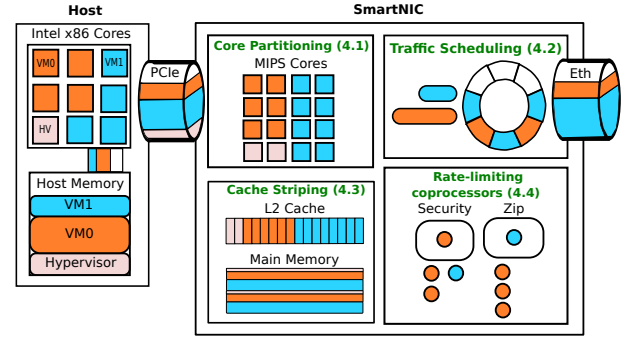 Host
Intel x86 Cores
VM0
VM1
HV
Host Memory
VM1
VM0
Hypervisor
PCIe
SmartNIC
Core Partitioning (4.1)
MIPS Cores
Traffic Scheduling (4.2)
Eth
Cache Striping (4.3)
L2 Cache
Main Memory
Rate-limiting
coprocessors (4.4)
Security
Zip